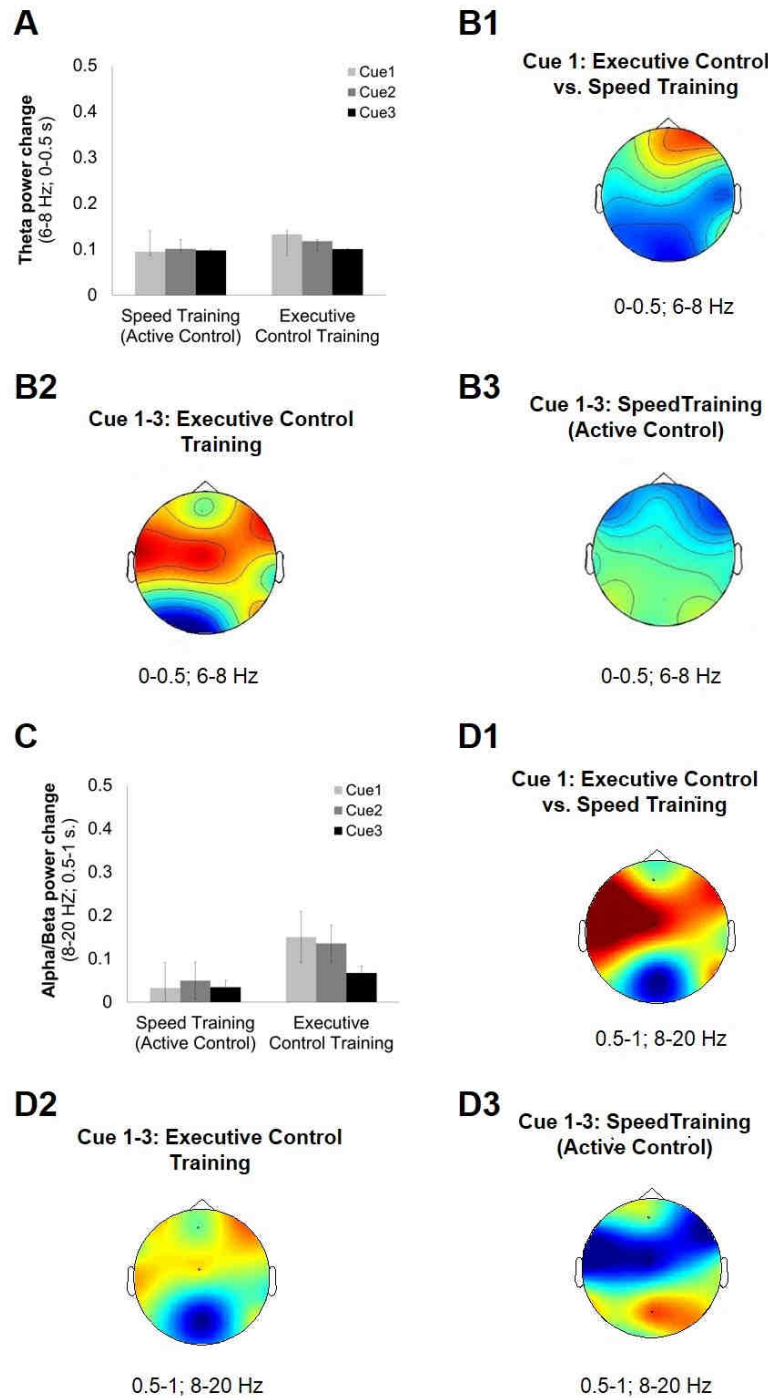 A
B1
Cue 1: Executive Control
vs. Speed Training
0.5
0.4
0.3
0.2
0.1
0
Theta power change
(6-8 Hz; 0-0.5 s)
Cue1
Cue2
Cue3
Speed Training
(Active Control)
Executive
Control Training
0-0.5; 6-8 Hz
B2
Cue 1-3: Executive Control
Training
0-0.5; 6-8 Hz
B3
Cue 1-3: SpeedTraining
(Active Control)
0-0.5; 6-8 Hz
C
0.5
0.4
0.3
0.2
0.1
0
Alpha/Beta power change
(8-20 HZ; 0.5-1 s.)
Cue1
Cue2
Cue3
Speed Training
(Active Control)
Executive
Control Training
D1
Cue 1: Executive Control
vs. Speed Training
0.5-1; 8-20 Hz
D2
Cue 1-3: Executive Control
Training
0.5-1; 8-20 Hz
D3
Cue 1-3: SpeedTraining
(Active Control)
0.5-1; 8-20 Hz